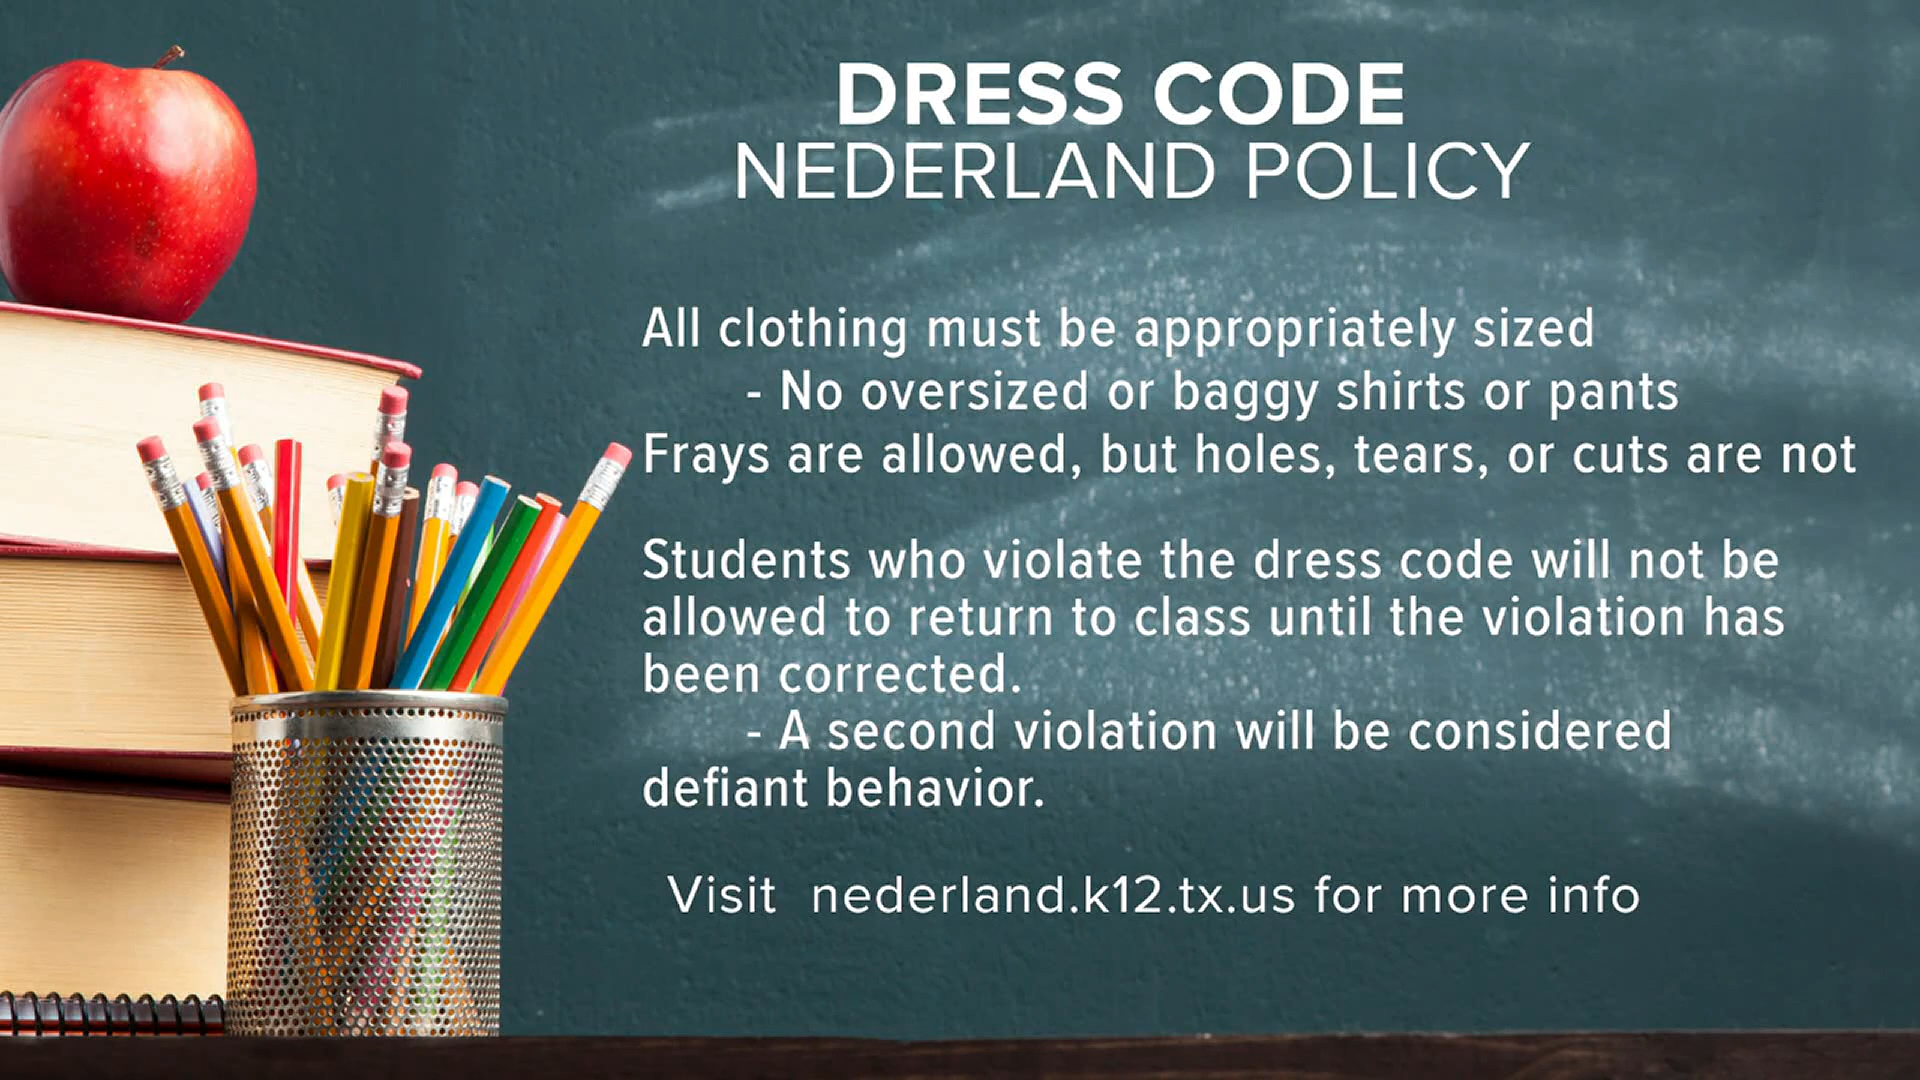 DRESS CODE
NEDERLAND POLICY
All clothing must be appropriately sized
- No oversized or baggy shirts or pants
Frays are allowed, but holes, tears, or cuts are not
Students who violate the dress code will not be
allowed to return to class until the violation has
been corrected.
- A second violation will be considered
defiant behavior.
Visit nederland.k12.tx.us for more info